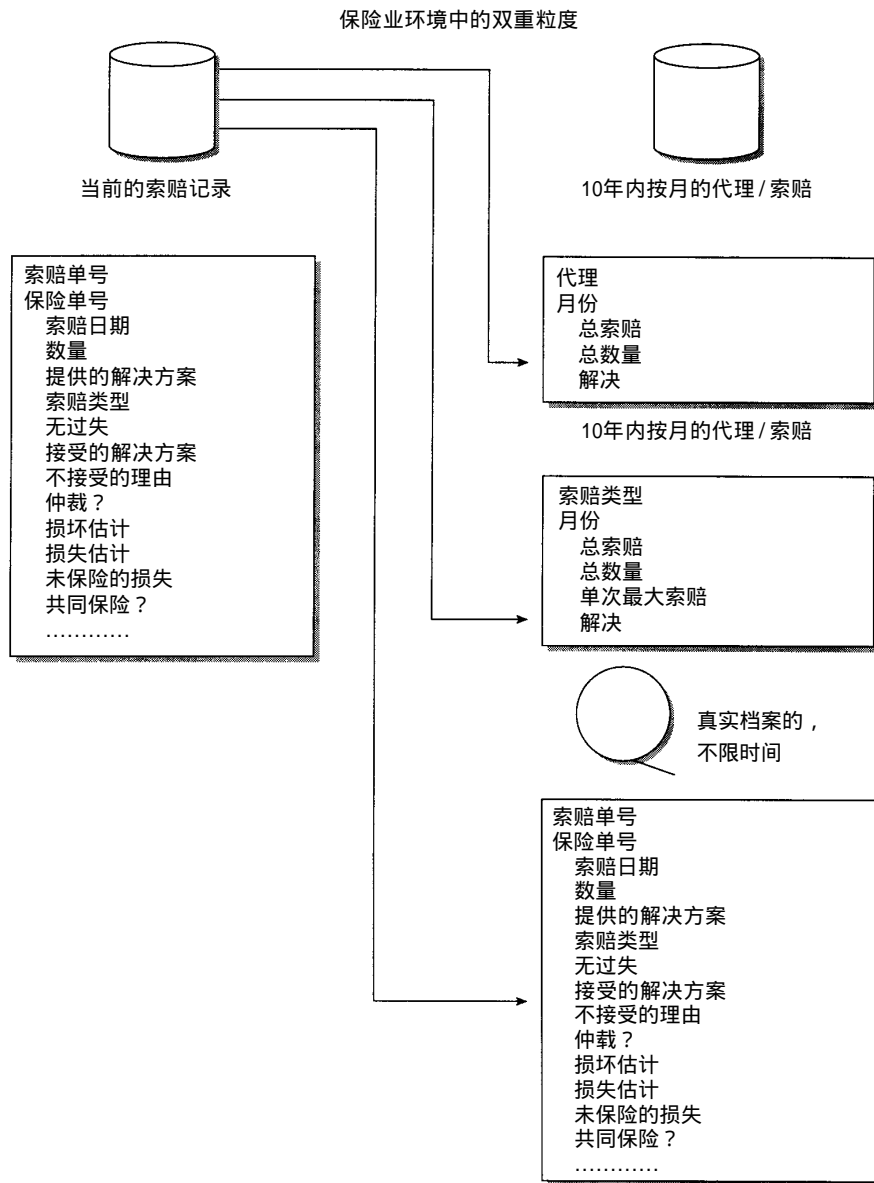 保险业环境中的双重粒度
当前的索赔记录
索赔单号
保险单号
索赔日期
数量
提供的解决方案
索赔类型
无过失
接受的解决方案
不接受的理由
仲裁？
损坏估计
损失估计
未保险的损失
共同保险？
…………
10年内按月的代理/索赔
代理
月份
总索赔
总数量
解决
10年内按月的代理/索赔
索赔类型
月份
总索赔
总数量
单次最大索赔
解决
真实档案的，
不限时间
索赔单号
保险单号
索赔日期
数量
提供的解决方案
索赔类型
无过失
接受的解决方案
不接受的理由
仲载？
损坏估计
损失估计
未保险的损失
共同保险？
…………